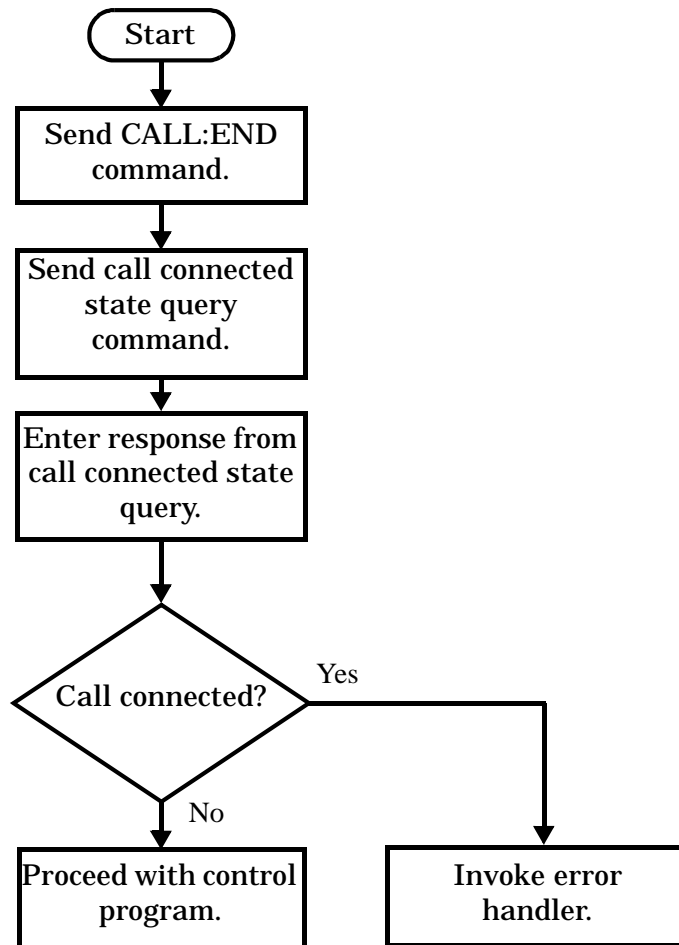 Start
Send CALL:END
command.
Send call connected
state query
command.
Enter response from
call connected state
query.
Call connected?
Yes
No
Proceed with control
program.
Invoke error
handler.